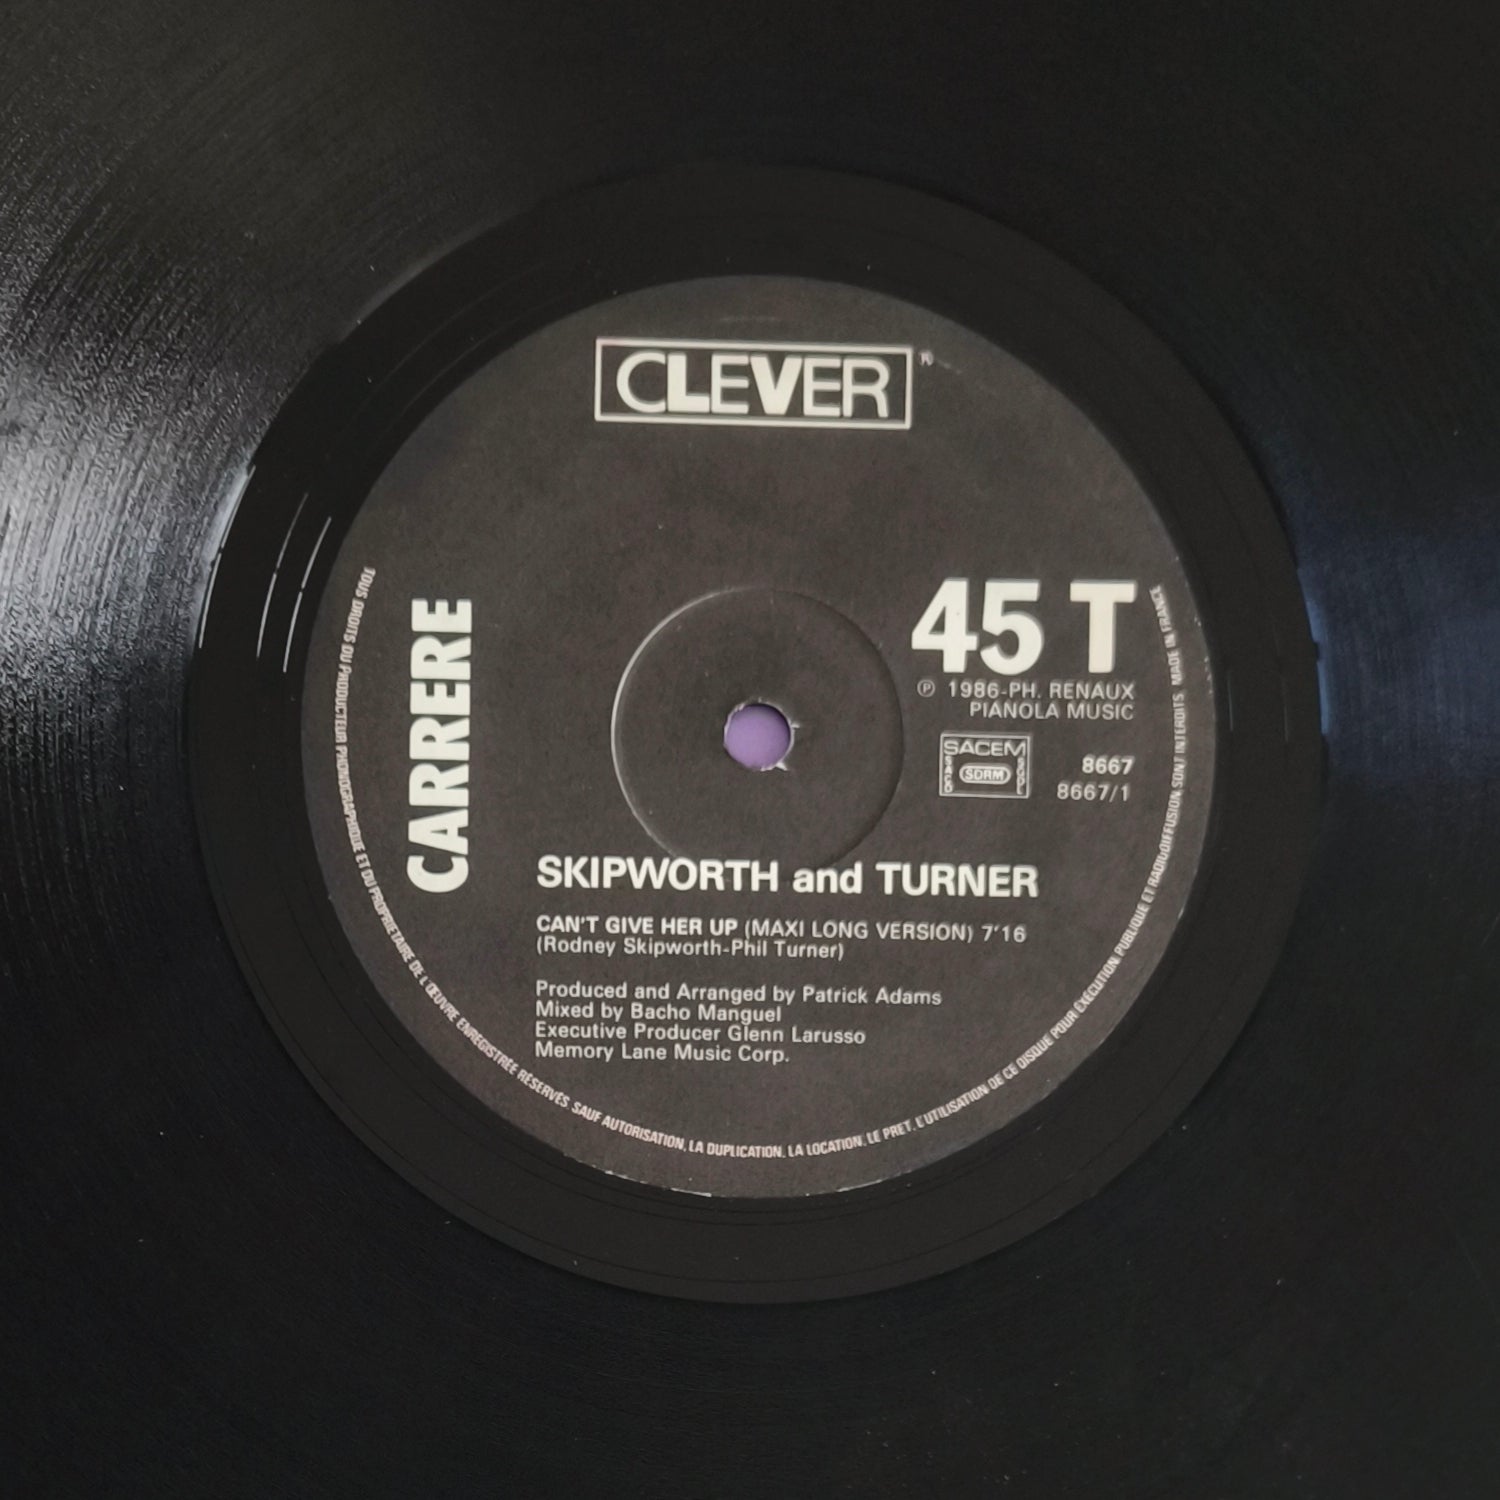 CLEVER®
CARRERE
45 T
℗ 1986-PH. RENAUX
PIANOLA MUSIC
SACEM
SACD
SDRM
SGDL
8667
8667/1
SKIPWORTH and TURNER
CAN'T GIVE HER UP (MAXI LONG VERSION) 7'16
(Rodney Skipworth-Phil Turner)
Produced and Arranged by Patrick Adams
Mixed by Bacho Manguel
Executive Producer Glenn Larusso
Memory Lane Music Corp.
TOUS DROITS DU PRODUCTEUR PHONOGRAPHIQUE ET DU PROPRIETAIRE DE L'ŒUVRE ENREGISTRÉE RÉSERVÉS. SAUF AUTORISATION, LA DUPLICATION, LA LOCATION, LE PRET, L'UTILISATION DE CE DISQUE POUR EXECUTION PUBLIQUE ET RADIODIFFUSION SONT INTERDITS. MADE IN FRANCE